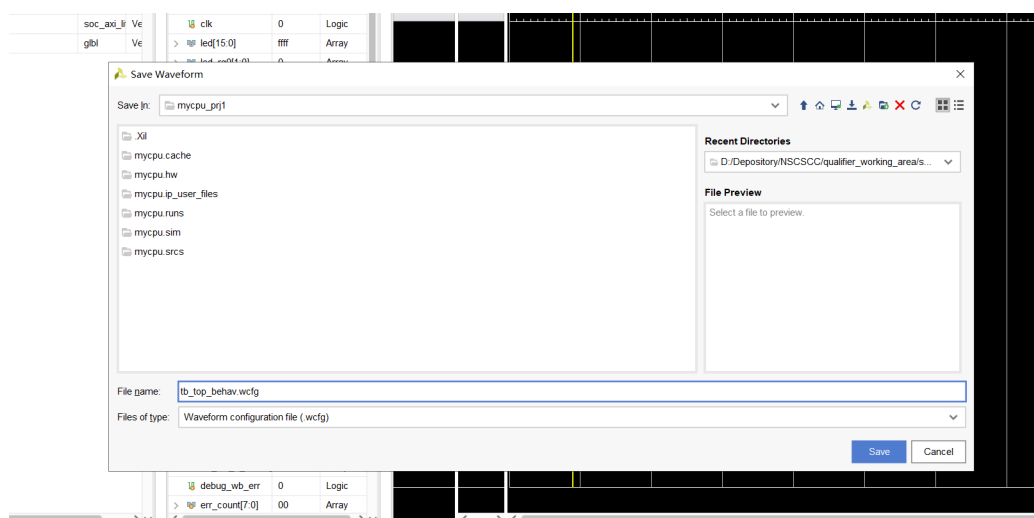 soc_axi_li Ve
clk 0 Logic
glbl Ve
led[15:0] ffff Array
Save Waveform
Save In: mycpu_prj1
.Xil
mycpu.cache
mycpu.hw
mycpu.ip_user_files
mycpu.runs
mycpu.sim
mycpu.srcs
Recent Directories
D:/Depository/NSCSCC/qualifier_working_area/s...
File Preview
Select a file to preview.
File name: tb_top_behav.wcfg
Files of type: Waveform configuration file (.wcfg)
Save Cancel
debug_wb_err 0 Logic
err_count[7:0] 00 Array